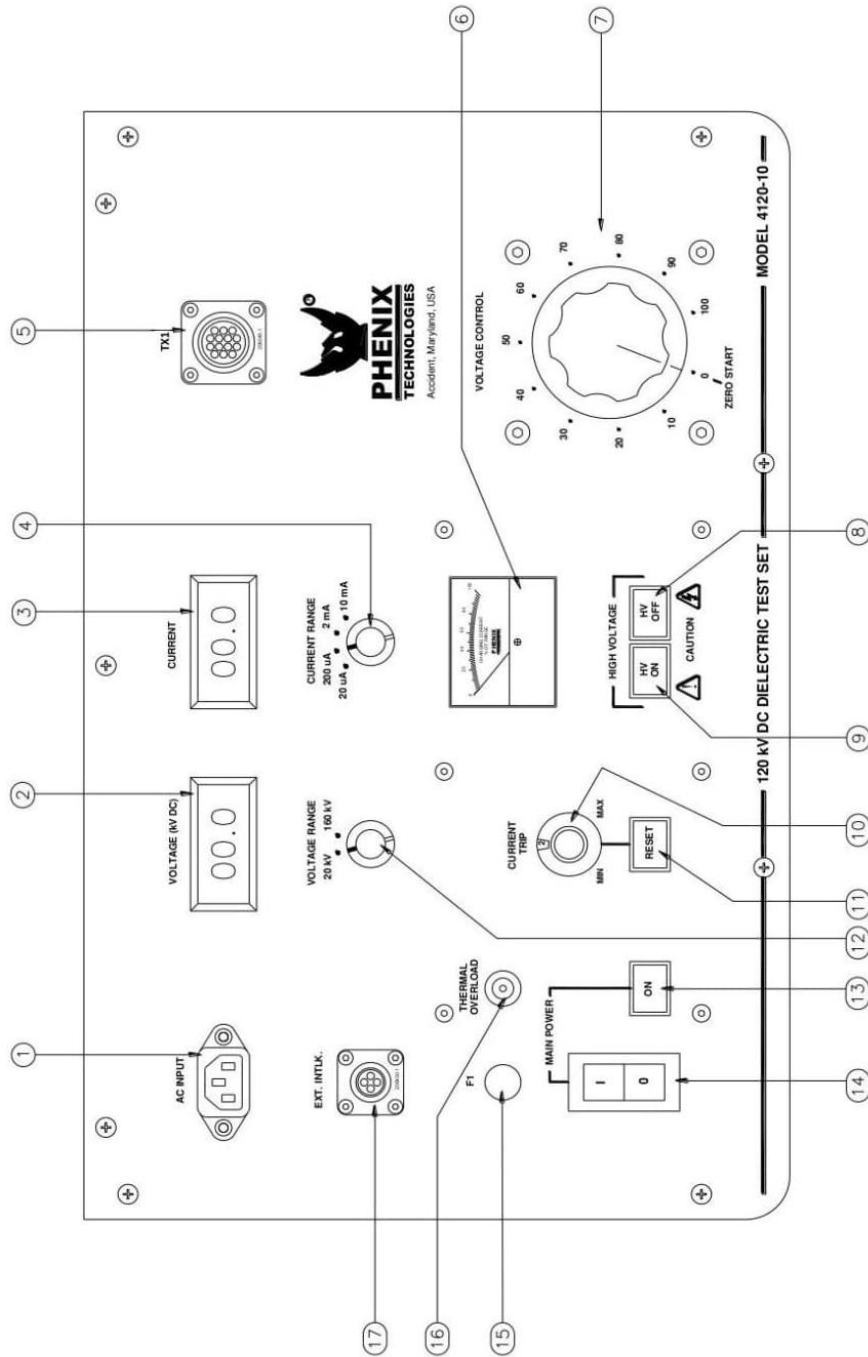 1
2
3
4
5
6
7
8
9
10
11
12
13
14
15
16
17
AC INPUT
VOLTAGE (kV DC)
00.0
CURRENT
00.0
TX1
EXT. INTLK.
VOLTAGE RANGE
20 kV 160 kV
CURRENT RANGE
200 uA 2 mA
20 uA 10 mA
PHENIX
TECHNOLOGIES
Accident, Maryland, USA
F1
THERMAL
OVERLOAD
CURRENT
TRIP
2
MIN MAX
RESET
PHENIX
VOLTAGE CONTROL
0
10
20
30
40
50
60
70
80
90
100
ZERO START
MAIN POWER
I
O
ON
HIGH VOLTAGE
HV
ON
HV
OFF
CAUTION
120 kV DC DIELECTRIC TEST SET
MODEL 4120-10